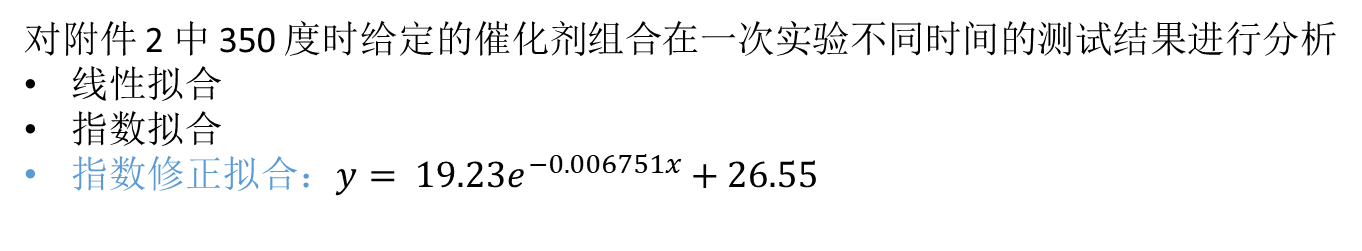 对附件 2 中 350 度时给定的催化剂组合在一次实验不同时间的测试结果进行分析
• 线性拟合
• 指数拟合
• 指数修正拟合：y = 19.23e^{-0.006751x} + 26.55